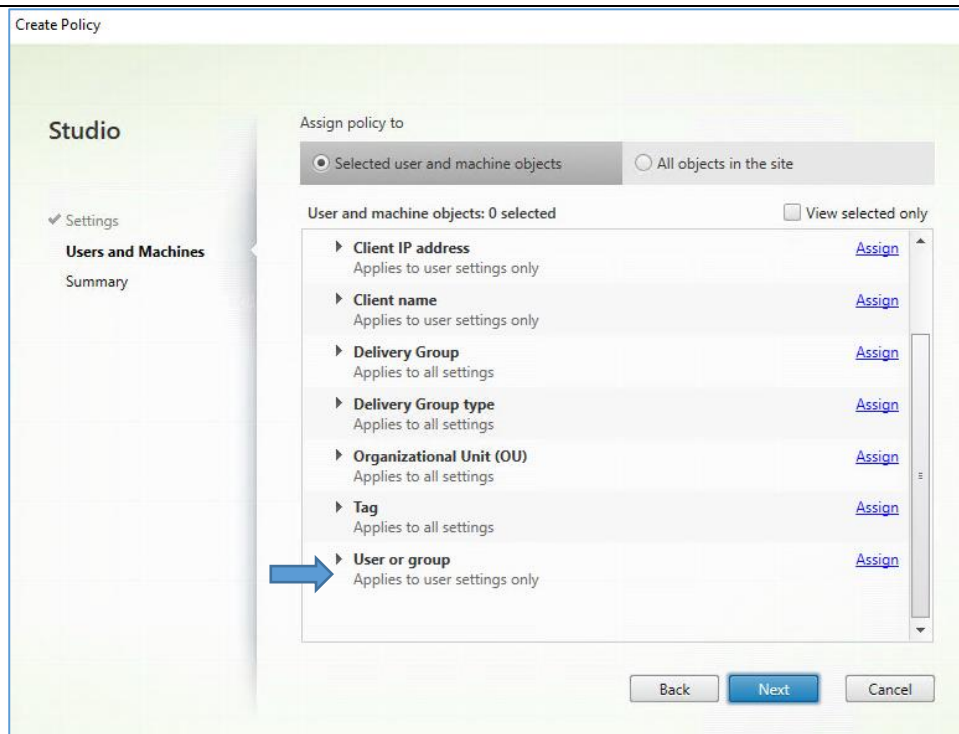 Create Policy
Studio
Settings
Users and Machines
Summary
Assign policy to
Selected user and machine objects
All objects in the site
User and machine objects: 0 selected
View selected only
Client IP address
Assign
Applies to user settings only
Client name
Assign
Applies to user settings only
Delivery Group
Assign
Applies to all settings
Delivery Group type
Assign
Applies to all settings
Organizational Unit (OU)
Assign
Applies to all settings
Tag
Assign
Applies to all settings
User or group
Assign
Applies to user settings only
Back
Next
Cancel